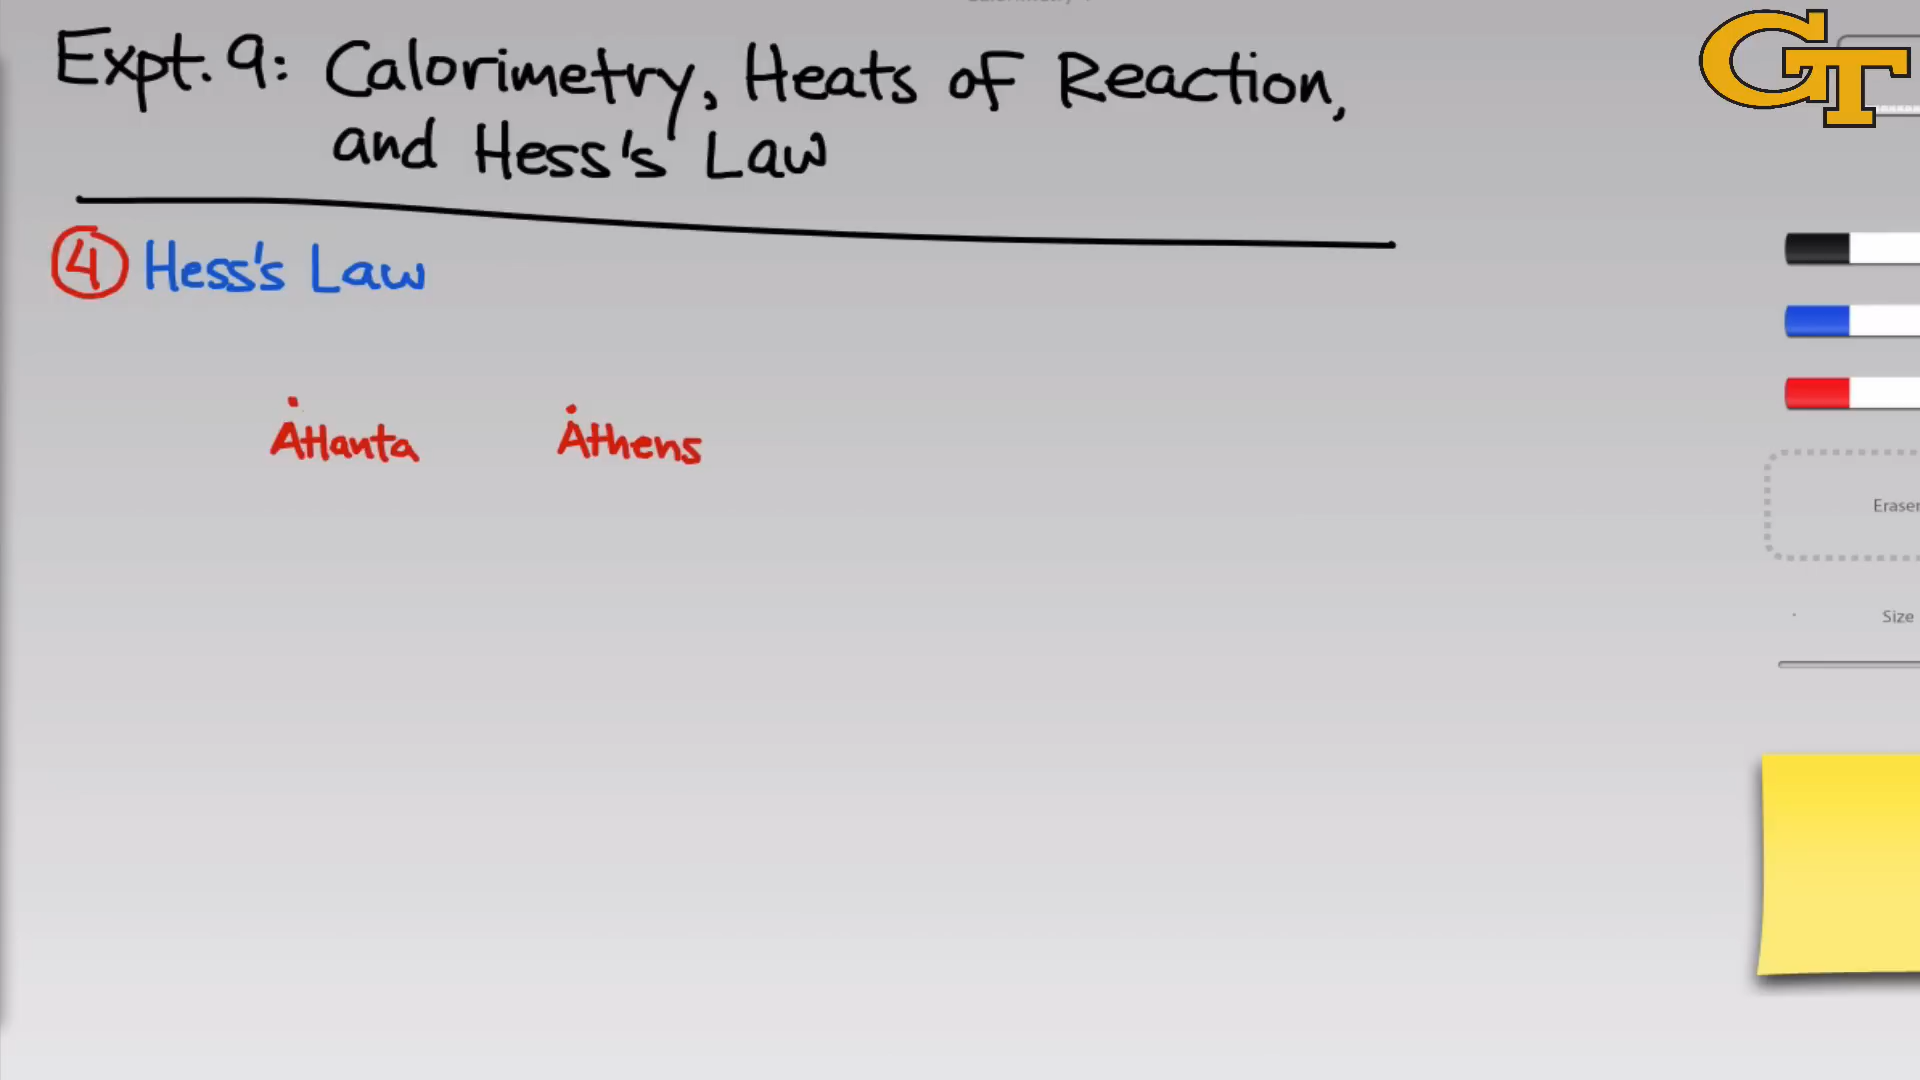 Expt. 9: Calorimetry, Heats of Reaction,
and Hess's Law
GT
④ Hess's Law
Atlanta Athens
Eraser
Size